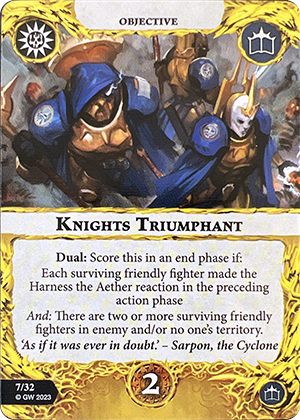 OBJECTIVE
KNIGHTS TRIUMPHANT
Dual: Score this in an end phase if:
Each surviving friendly fighter made the
Harness the Aether reaction in the preceding
action phase
And: There are two or more surviving friendly
fighters in enemy and/or no one's territory.
'As if it was ever in doubt.' – Sarpon, the Cyclone
7/32
© GW 2023
2